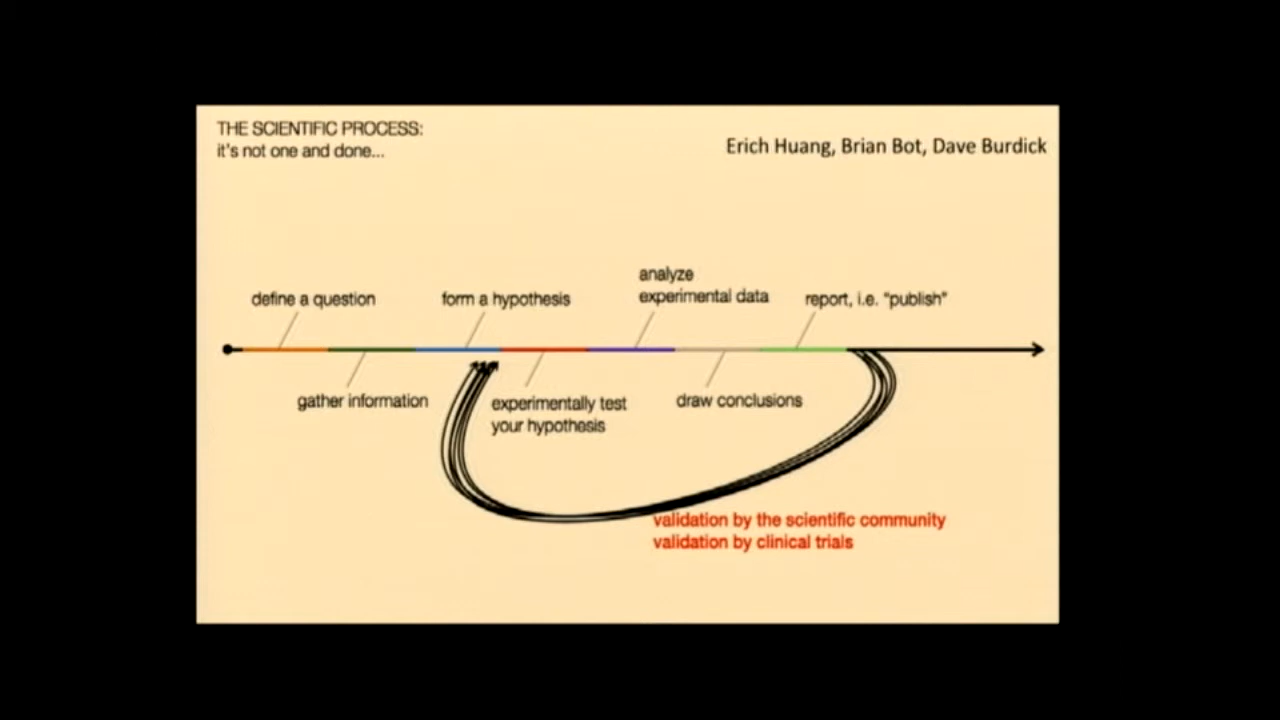 THE SCIENTIFIC PROCESS:
it's not one and done...
Erich Huang, Brian Bot, Dave Burdick
define a question
form a hypothesis
analyze
experimental data
report, i.e. "publish"
gather information
experimentally test
your hypothesis
draw conclusions
validation by the scientific community
validation by clinical trials